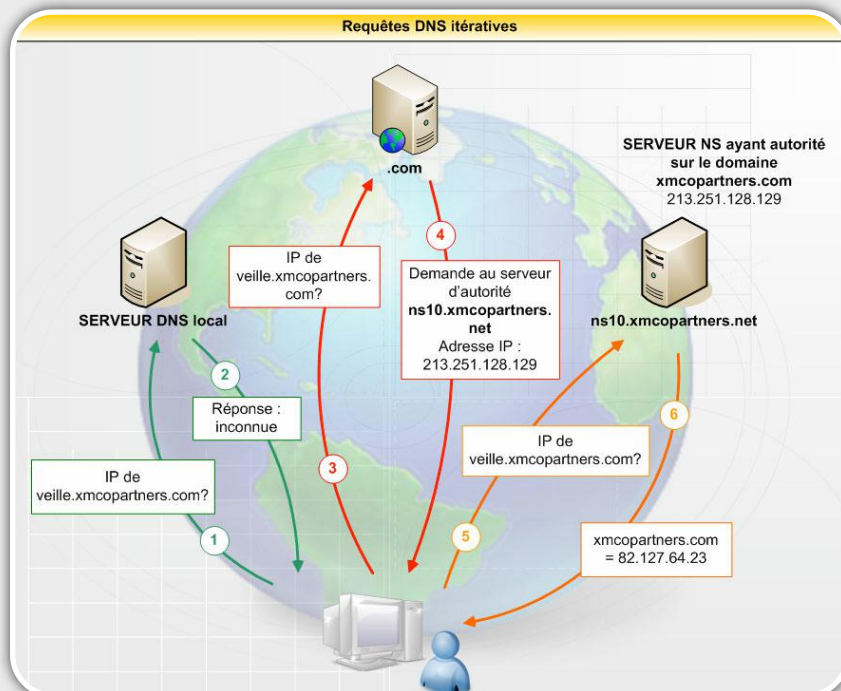 Requêtes DNS itératives
.com
SERVEUR NS ayant autorité
sur le domaine
xmcopartners.com
213.251.128.129
SERVEUR DNS local
ns10.xmcopartners.net
1
IP de
veille.xmcopartners.com?
2
Réponse :
inconnue
3
IP de
veille.xmcopartners.
com?
4
Demande au serveur
d'autorité
ns10.xmcopartners.
net
Adresse IP :
213.251.128.129
5
IP de
veille.xmcopartners.com?
6
xmcopartners.com
= 82.127.64.23